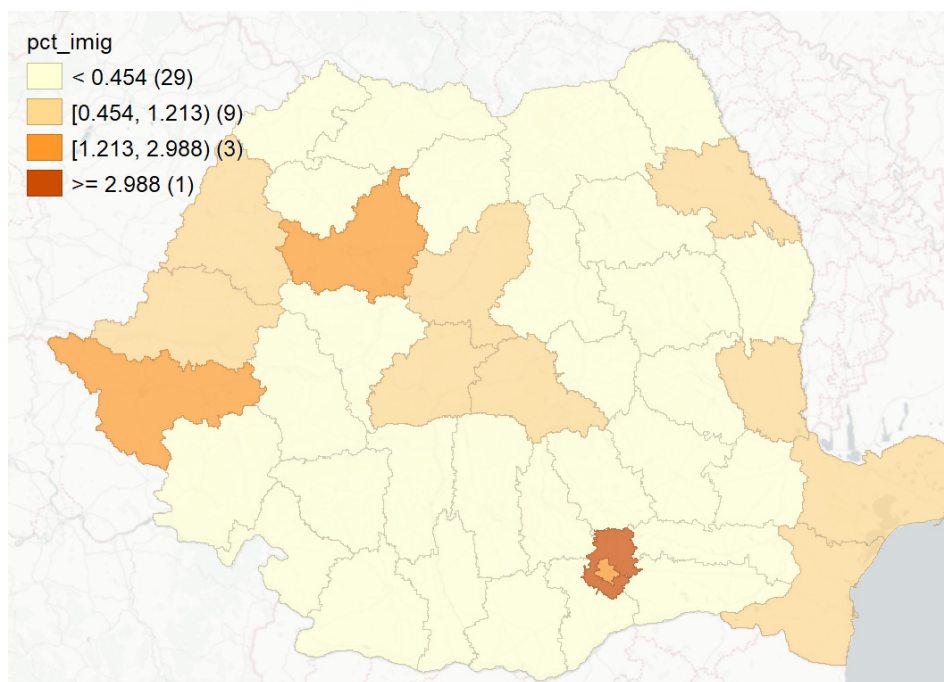 pct_imig
< 0.454 (29)
[0.454, 1.213) (9)
[1.213, 2.988) (3)
>= 2.988 (1)